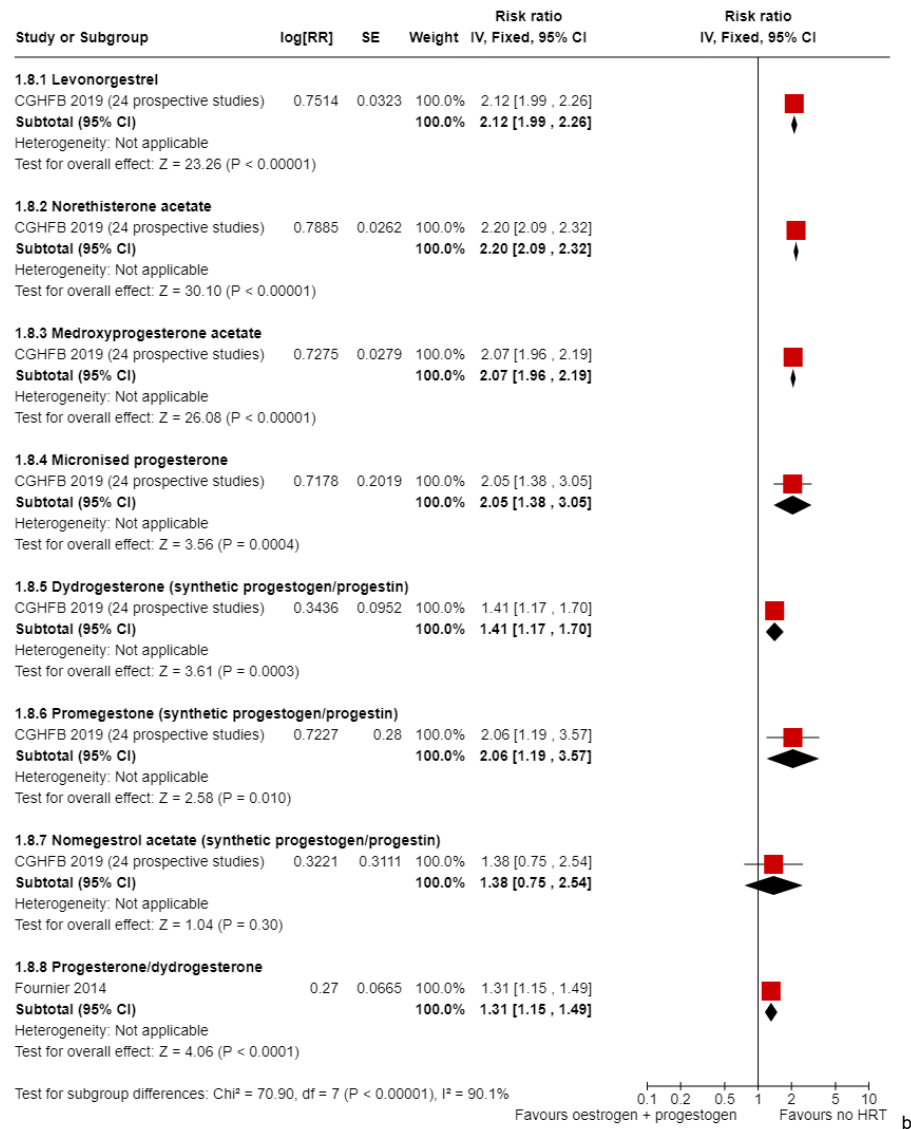 Risk ratio Risk ratio
Study or Subgroup log[RR] SE Weight IV, Fixed, 95% CI IV, Fixed, 95% CI
1.8.1 Levonorgestrel
CGHFB 2019 (24 prospective studies) 0.7514 0.0323 100.0% 2.12 [1.99 , 2.26]
Subtotal (95% CI) 100.0% 2.12 [1.99 , 2.26]
Heterogeneity: Not applicable
Test for overall effect: Z = 23.26 (P < 0.00001)
1.8.2 Norethisterone acetate
CGHFB 2019 (24 prospective studies) 0.7885 0.0262 100.0% 2.20 [2.09 , 2.32]
Subtotal (95% CI) 100.0% 2.20 [2.09 , 2.32]
Heterogeneity: Not applicable
Test for overall effect: Z = 30.10 (P < 0.00001)
1.8.3 Medroxyprogesterone acetate
CGHFB 2019 (24 prospective studies) 0.7275 0.0279 100.0% 2.07 [1.96 , 2.19]
Subtotal (95% CI) 100.0% 2.07 [1.96 , 2.19]
Heterogeneity: Not applicable
Test for overall effect: Z = 26.08 (P < 0.00001)
1.8.4 Micronised progesterone
CGHFB 2019 (24 prospective studies) 0.7178 0.2019 100.0% 2.05 [1.38 , 3.05]
Subtotal (95% CI) 100.0% 2.05 [1.38 , 3.05]
Heterogeneity: Not applicable
Test for overall effect: Z = 3.56 (P = 0.0004)
1.8.5 Dydrogesterone (synthetic progestogen/progestin)
CGHFB 2019 (24 prospective studies) 0.3436 0.0952 100.0% 1.41 [1.17 , 1.70]
Subtotal (95% CI) 100.0% 1.41 [1.17 , 1.70]
Heterogeneity: Not applicable
Test for overall effect: Z = 3.61 (P = 0.0003)
1.8.6 Promegestone (synthetic progestogen/progestin)
CGHFB 2019 (24 prospective studies) 0.7227 0.28 100.0% 2.06 [1.19 , 3.57]
Subtotal (95% CI) 100.0% 2.06 [1.19 , 3.57]
Heterogeneity: Not applicable
Test for overall effect: Z = 2.58 (P = 0.010)
1.8.7 Nomegestrol acetate (synthetic progestogen/progestin)
CGHFB 2019 (24 prospective studies) 0.3221 0.3111 100.0% 1.38 [0.75 , 2.54]
Subtotal (95% CI) 100.0% 1.38 [0.75 , 2.54]
Heterogeneity: Not applicable
Test for overall effect: Z = 1.04 (P = 0.30)
1.8.8 Progesterone/dydrogesterone
Fournier 2014 0.27 0.0665 100.0% 1.31 [1.15 , 1.49]
Subtotal (95% CI) 100.0% 1.31 [1.15 , 1.49]
Heterogeneity: Not applicable
Test for overall effect: Z = 4.06 (P < 0.0001)
Test for subgroup differences: Chi² = 70.90, df = 7 (P < 0.00001), I² = 90.1%
0.1 0.2 0.5 1 2 5 10
Favours oestrogen + progestogen Favours no HRT b